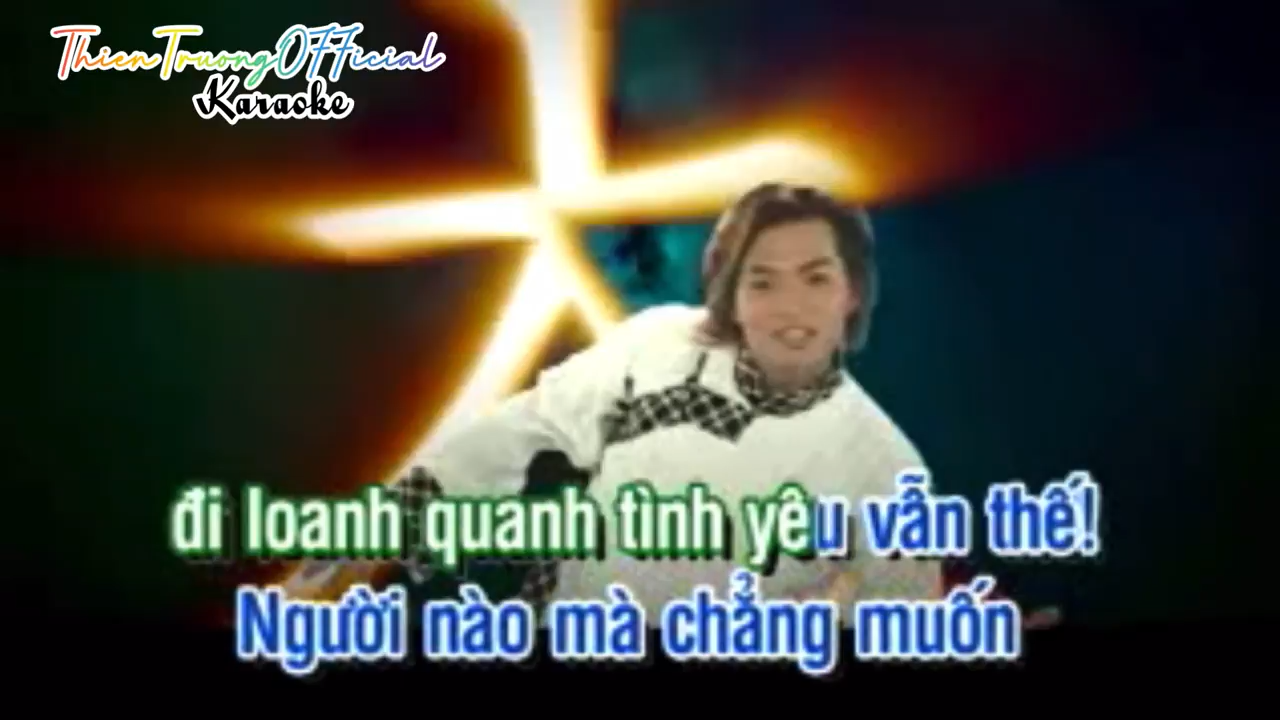 ThienTruongOFFicial
Karaoke
đi loanh quanh tình yêu vẫn thế!
Người nào mà chẳng muốn